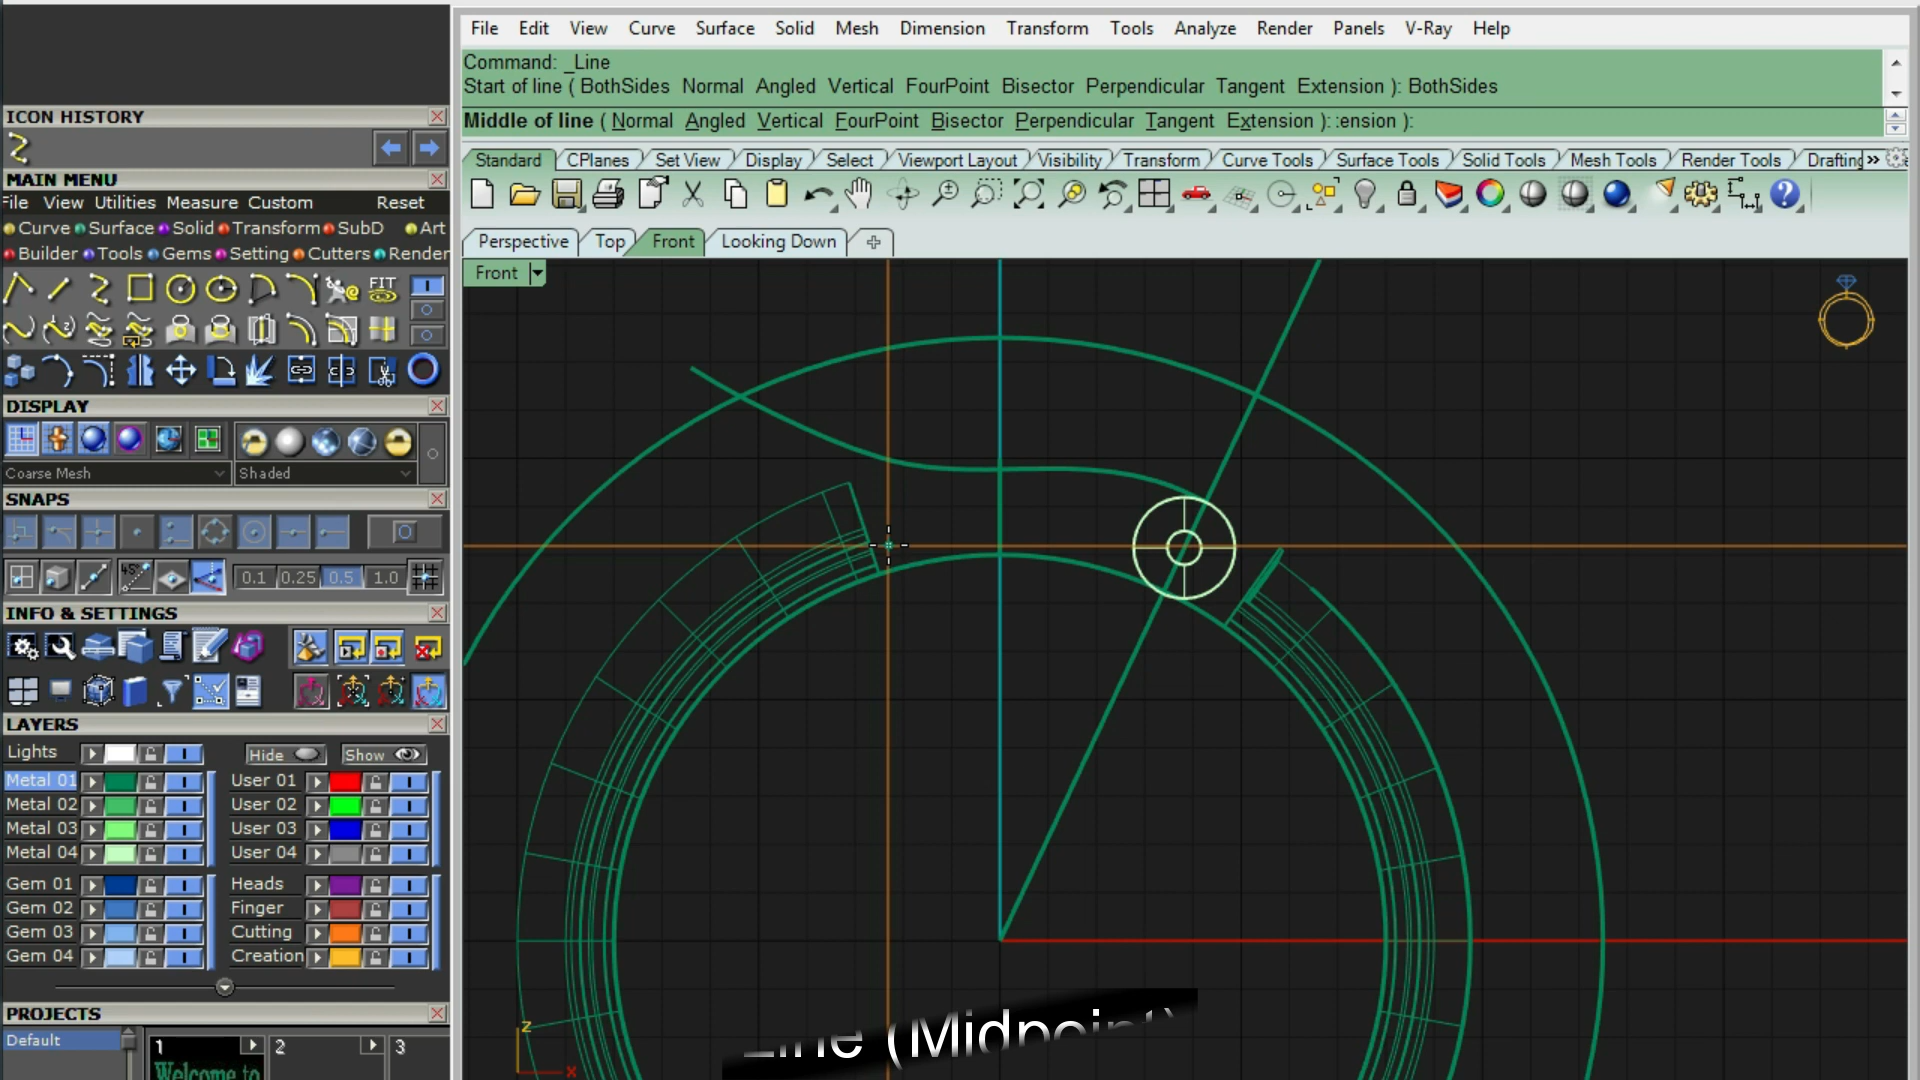 File Edit View Curve Surface Solid Mesh Dimension Transform Tools Analyze Render Panels V-Ray Help
Command: _Line
Start of line ( BothSides Normal Angled Vertical FourPoint Bisector Perpendicular Tangent Extension ): BothSides
Middle of line ( Normal Angled Vertical FourPoint Bisector Perpendicular Tangent Extension ): :ension ):
Standard CPlanes Set View Display Select Viewport Layout Visibility Transform Curve Tools Surface Tools Solid Tools Mesh Tools Render Tools Drafting
Perspective Top Front Looking Down
Front
ICON HISTORY
MAIN MENU
File View Utilities Measure Custom Reset
Curve Surface Solid Transform SubD Art
Builder Tools Gems Setting Cutters Render
FIT
DISPLAY
Coarse Mesh Shaded
SNAPS
45° 0.1 0.25 0.5 1.0
INFO & SETTINGS
LAYERS
Lights Hide Show
Metal 01 User 01
Metal 02 User 02
Metal 03 User 03
Metal 04 User 04
Gem 01 Heads
Gem 02 Finger
Gem 03 Cutting
Gem 04 Creation
PROJECTS
Default 1 2 3
Welcome to
z
x
Line (Midpoint)